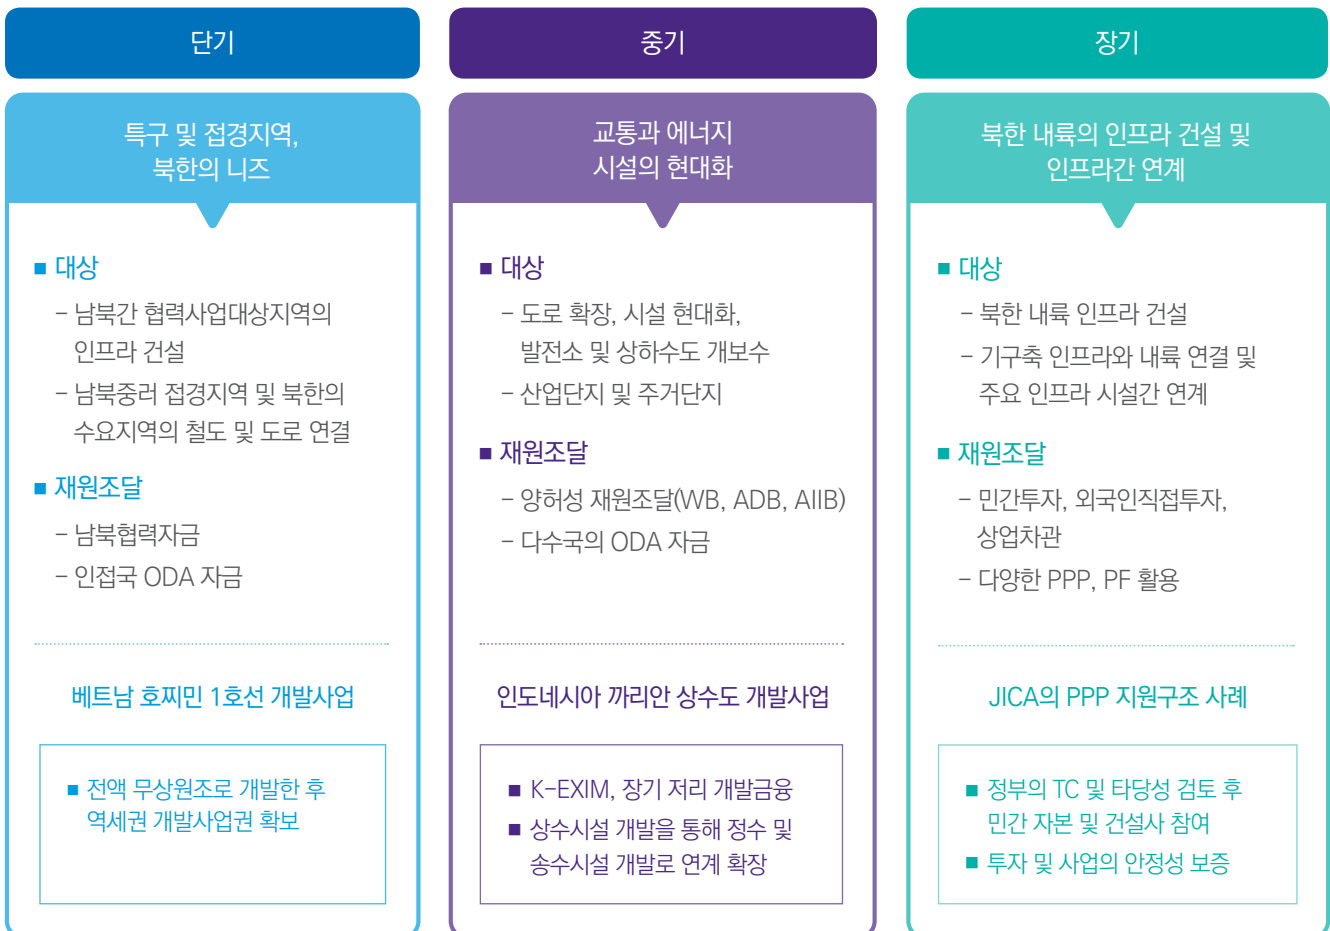 단기
특구 및 접경지역,
북한의 니즈
■ 대상
- 남북간 협력사업대상지역의
인프라 건설
- 남북중러 접경지역 및 북한의
수요지역의 철도 및 도로 연결
■ 재원조달
- 남북협력자금
- 인접국 ODA 자금
베트남 호찌민 1호선 개발사업
■ 전액 무상원조로 개발한 후
역세권 개발사업권 확보
중기
교통과 에너지
시설의 현대화
■ 대상
- 도로 확장, 시설 현대화,
발전소 및 상하수도 개보수
- 산업단지 및 주거단지
■ 재원조달
- 양허성 재원조달(WB, ADB, AIIB)
- 다수국의 ODA 자금
인도네시아 까리안 상수도 개발사업
■ K-EXIM, 장기 저리 개발금융
■ 상수시설 개발을 통해 정수 및
송수시설 개발로 연계 확장
장기
북한 내륙의 인프라 건설 및
인프라간 연계
■ 대상
- 북한 내륙 인프라 건설
- 기구축 인프라와 내륙 연결 및
주요 인프라 시설간 연계
■ 재원조달
- 민간투자, 외국인직접투자,
상업차관
- 다양한 PPP, PF 활용
JICA의 PPP 지원구조 사례
■ 정부의 TC 및 타당성 검토 후
민간 자본 및 건설사 참여
■ 투자 및 사업의 안정성 보증